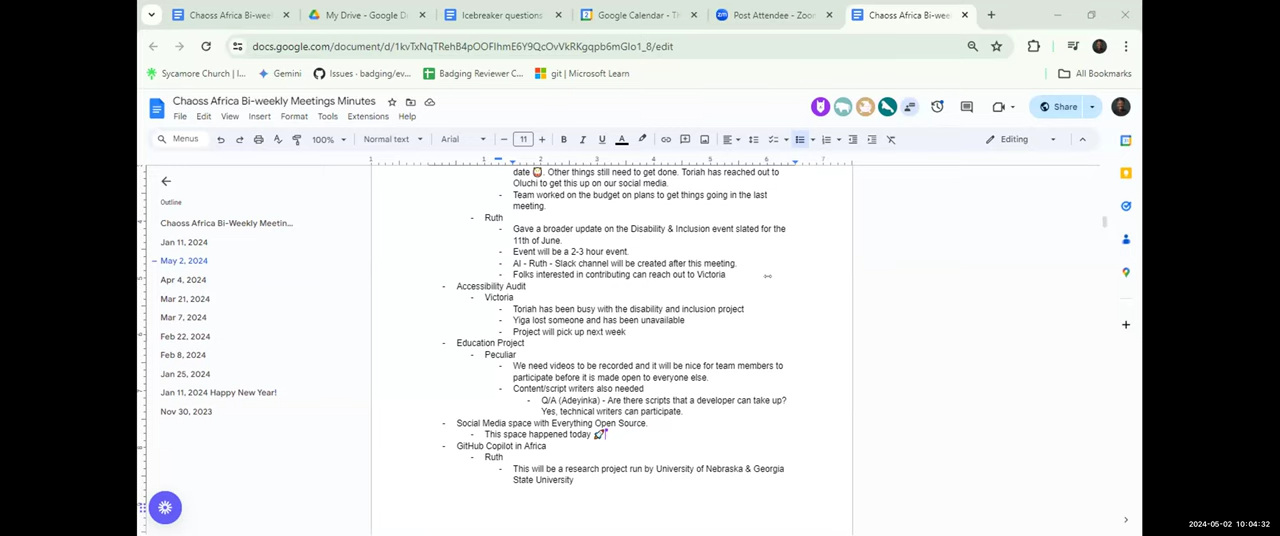 Chaoss Africa Bi-wee
My Drive - Google D
Icebreaker questions
Google Calendar - T
Post Attendee - Zoo
Chaoss Africa Bi-wee
docs.google.com/document/d/1kvTxNqTRehB4pOOFIhmE6Y9QcOvVkRKgqpb6mGIo1_8/edit
Sycamore Church | I...
Gemini
Issues · badging/ev...
Badging Reviewer C...
git | Microsoft Learn
All Bookmarks
Chaoss Africa Bi-weekly Meetings Minutes
File Edit View Insert Format Tools Extensions Help
Share
Menus
100%
Normal text
Arial
11
B I U A
Editing
1 1 2 3 4 5 6 7
Outline
Chaoss Africa Bi-Weekly Meetin...
Jan 11, 2024
May 2, 2024
Apr 4, 2024
Mar 21, 2024
Mar 7, 2024
Feb 22, 2024
Feb 8, 2024
Jan 25, 2024
Jan 11, 2024 Happy New Year!
Nov 30, 2023
date 🤶. Other things still need to get done. Toriah has reached out to
Oluchi to get this up on our social media.
- Team worked on the budget on plans to get things going in the last
meeting.
- Ruth
- Gave a broader update on the Disability & Inclusion event slated for the
11th of June.
- Event will be a 2-3 hour event.
- AI - Ruth - Slack channel will be created after this meeting.
- Folks interested in contributing can reach out to Victoria
- Accessibility Audit
- Victoria
- Toriah has been busy with the disability and inclusion project
- Yiga lost someone and has been unavailable
- Project will pick up next week
- Education Project
- Peculiar
- We need videos to be recorded and it will be nice for team members to
participate before it is made open to everyone else.
- Content/script writers also needed
- Q/A (Adeyinka) - Are there scripts that a developer can take up?
Yes, technical writers can participate.
- Social Media space with Everything Open Source.
- This space happened today 🚀
- GitHub Copilot in Africa
- Ruth
- This will be a research project run by University of Nebraska & Georgia
State University
2024-05-02 10:04:32